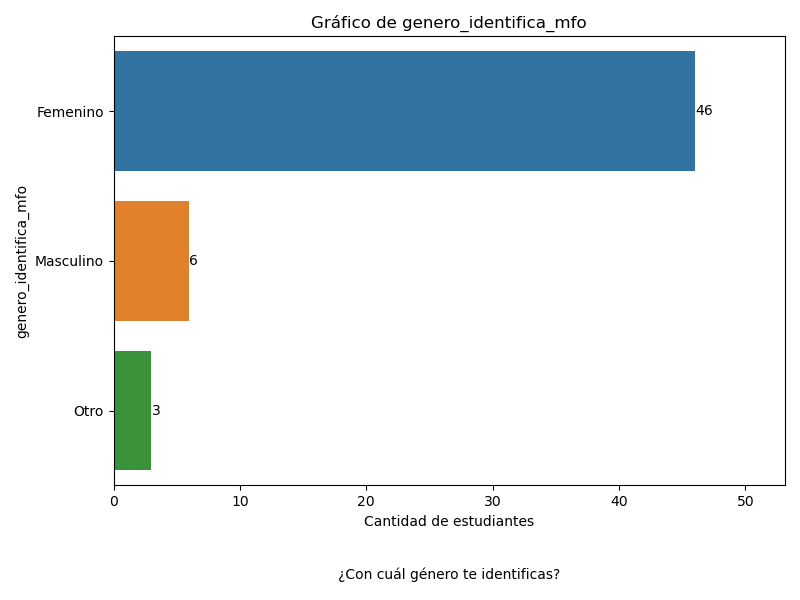 Gráfico de genero_identifica_mfo
genero_identifica_mfo
Femenino
46
Masculino
6
Otro
3
0 10 20 30 40 50
Cantidad de estudiantes
¿Con cuál género te identificas?